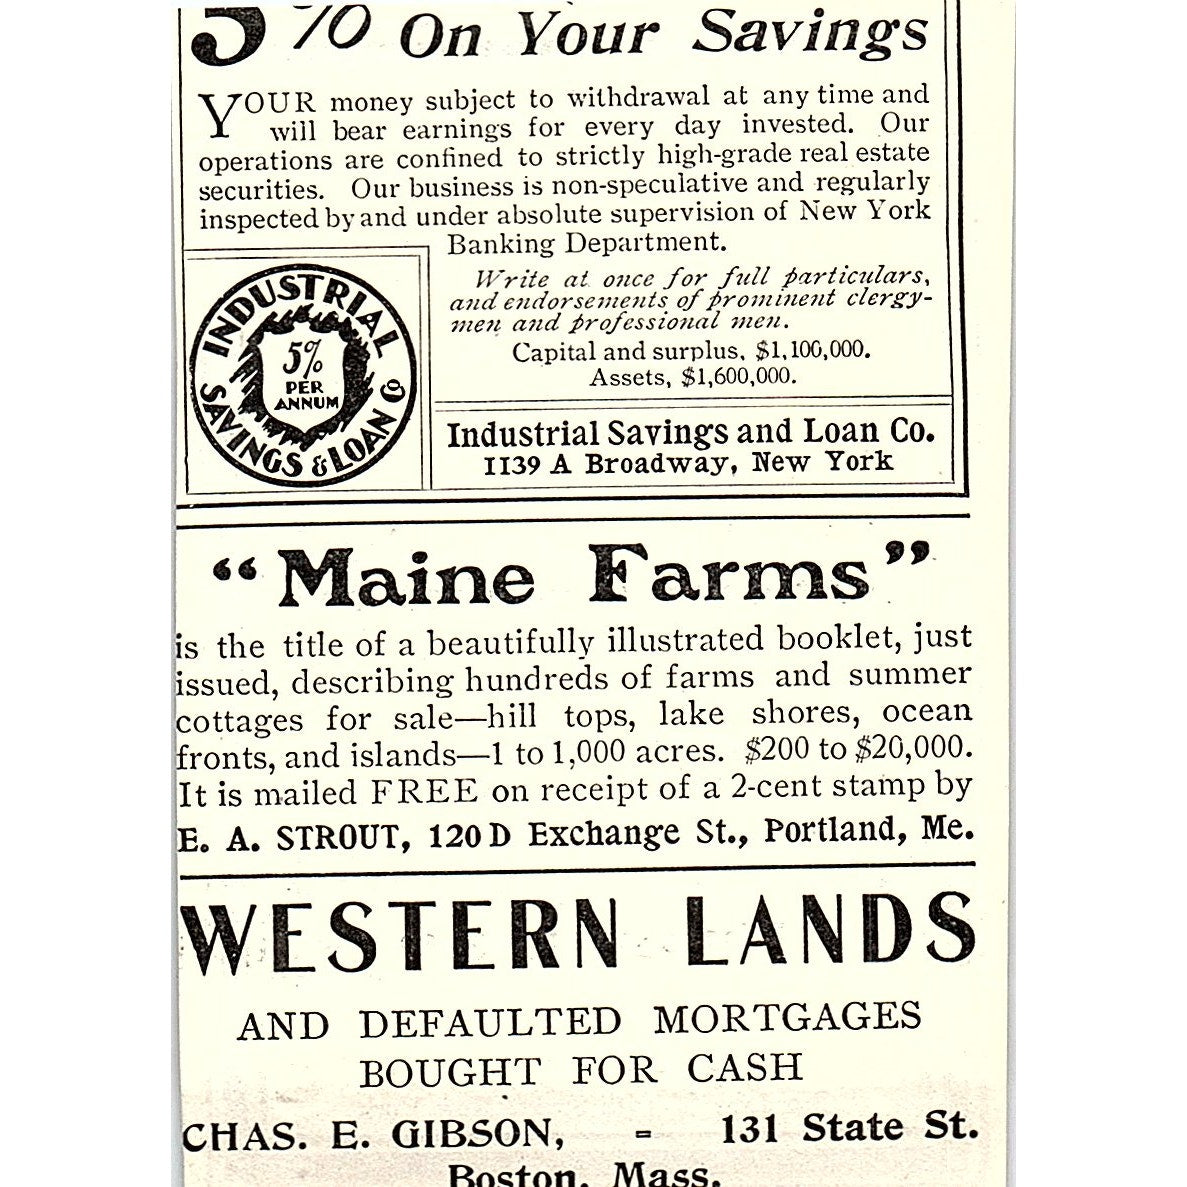 5% On Your Savings
YOUR money subject to withdrawal at any time and
will bear earnings for every day invested. Our
operations are confined to strictly high-grade real estate
securities. Our business is non-speculative and regularly
inspected by and under absolute supervision of New York
Banking Department.
Write at once for full particulars,
and endorsements of prominent clergy-
men and professional men.
Capital and surplus, $1,100,000.
Assets, $1,600,000.
INDUSTRIAL
SAVINGS & LOAN Co
5%
PER
ANNUM
Industrial Savings and Loan Co.
1139 A Broadway, New York
“Maine Farms”
is the title of a beautifully illustrated booklet, just
issued, describing hundreds of farms and summer
cottages for sale—hill tops, lake shores, ocean
fronts, and islands—1 to 1,000 acres. $200 to $20,000.
It is mailed FREE on receipt of a 2-cent stamp by
E. A. STROUT, 120 D Exchange St., Portland, Me.
WESTERN LANDS
AND DEFAULTED MORTGAGES
BOUGHT FOR CASH
CHAS. E. GIBSON, - 131 State St.
Boston, Mass.